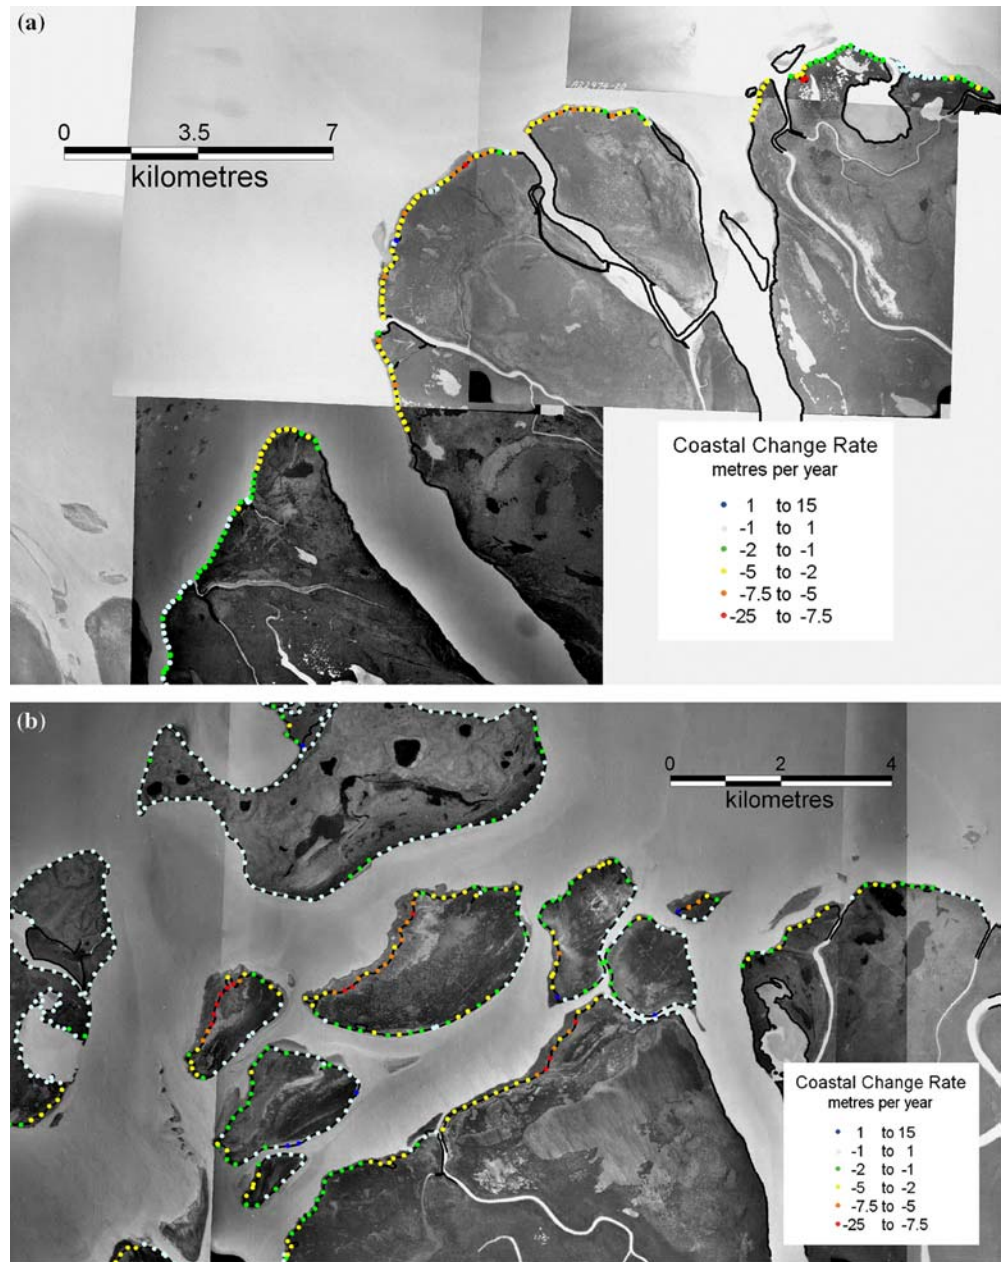 (a)
0 3.5 7
kilometres
Coastal Change Rate
metres per year
1 to 15
-1 to 1
-2 to -1
-5 to -2
-7.5 to -5
-25 to -7.5
(b)
0 2 4
kilometres
Coastal Change Rate
metres per year
1 to 15
-1 to 1
-2 to -1
-5 to -2
-7.5 to -5
-25 to -7.5